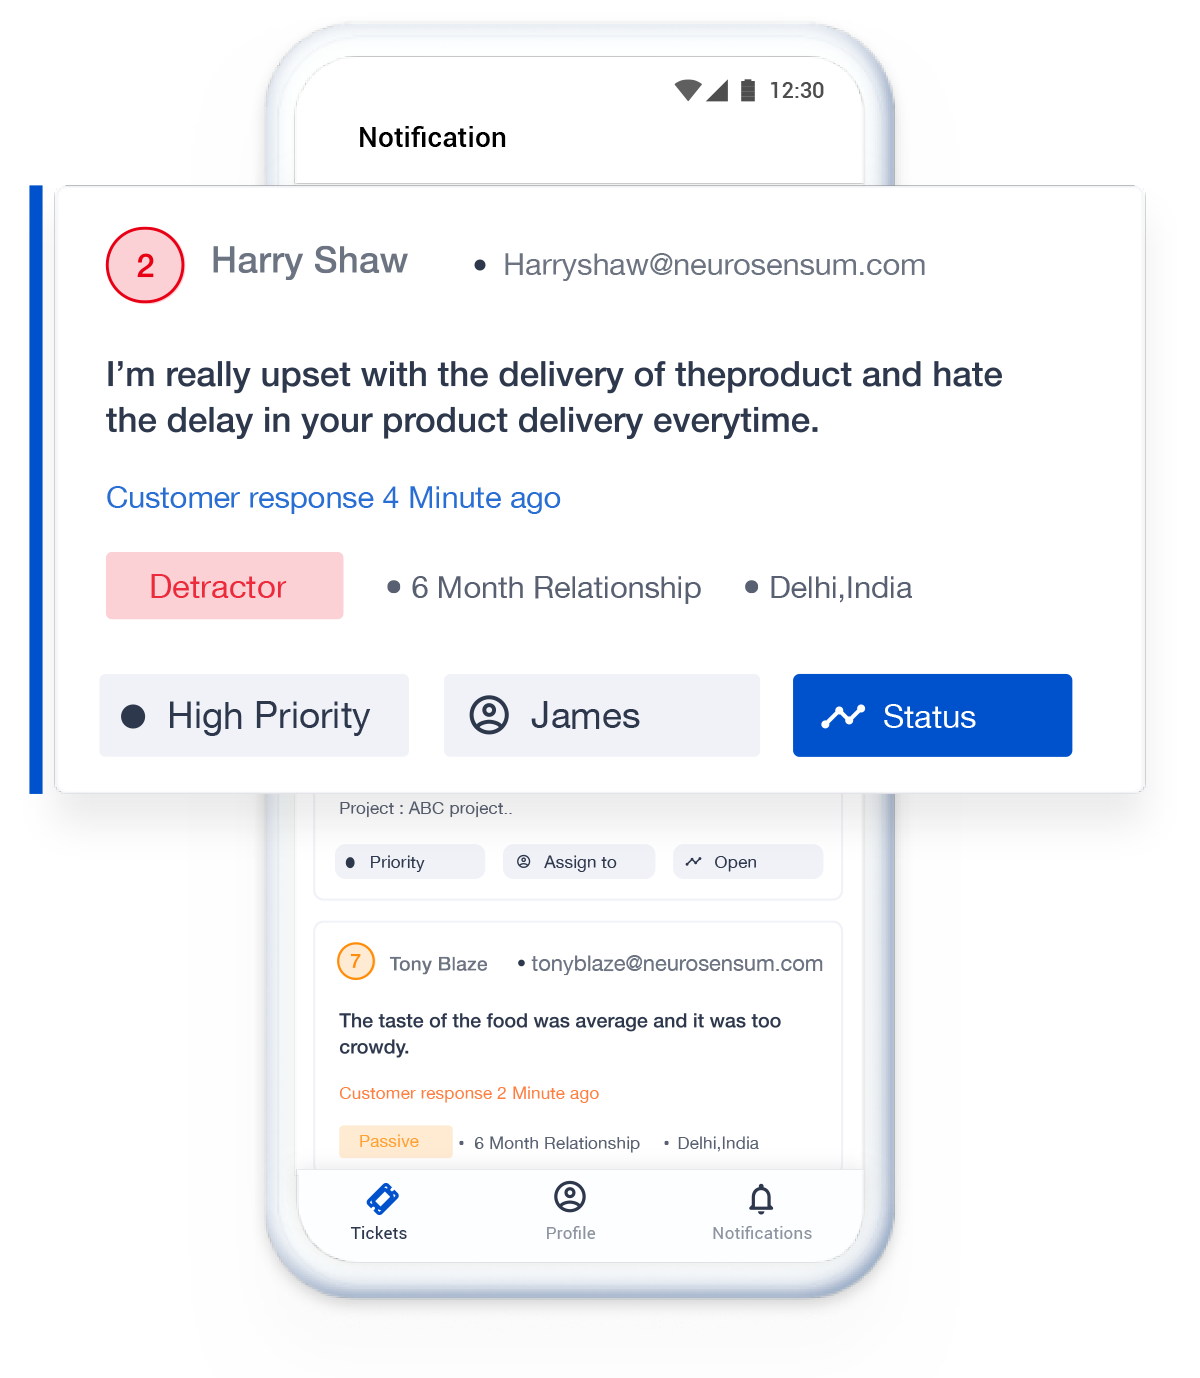 12:30
Notification
2 Harry Shaw • Harryshaw@neurosensum.com
I’m really upset with the delivery of theproduct and hate
the delay in your product delivery everytime.
Customer response 4 Minute ago
Detractor • 6 Month Relationship • Delhi,India
High Priority James Status
Project : ABC project..
Priority Assign to Open
7 Tony Blaze • tonyblaze@neurosensum.com
The taste of the food was average and it was too
crowdy.
Customer response 2 Minute ago
Passive • 6 Month Relationship • Delhi,India
Tickets Profile Notifications